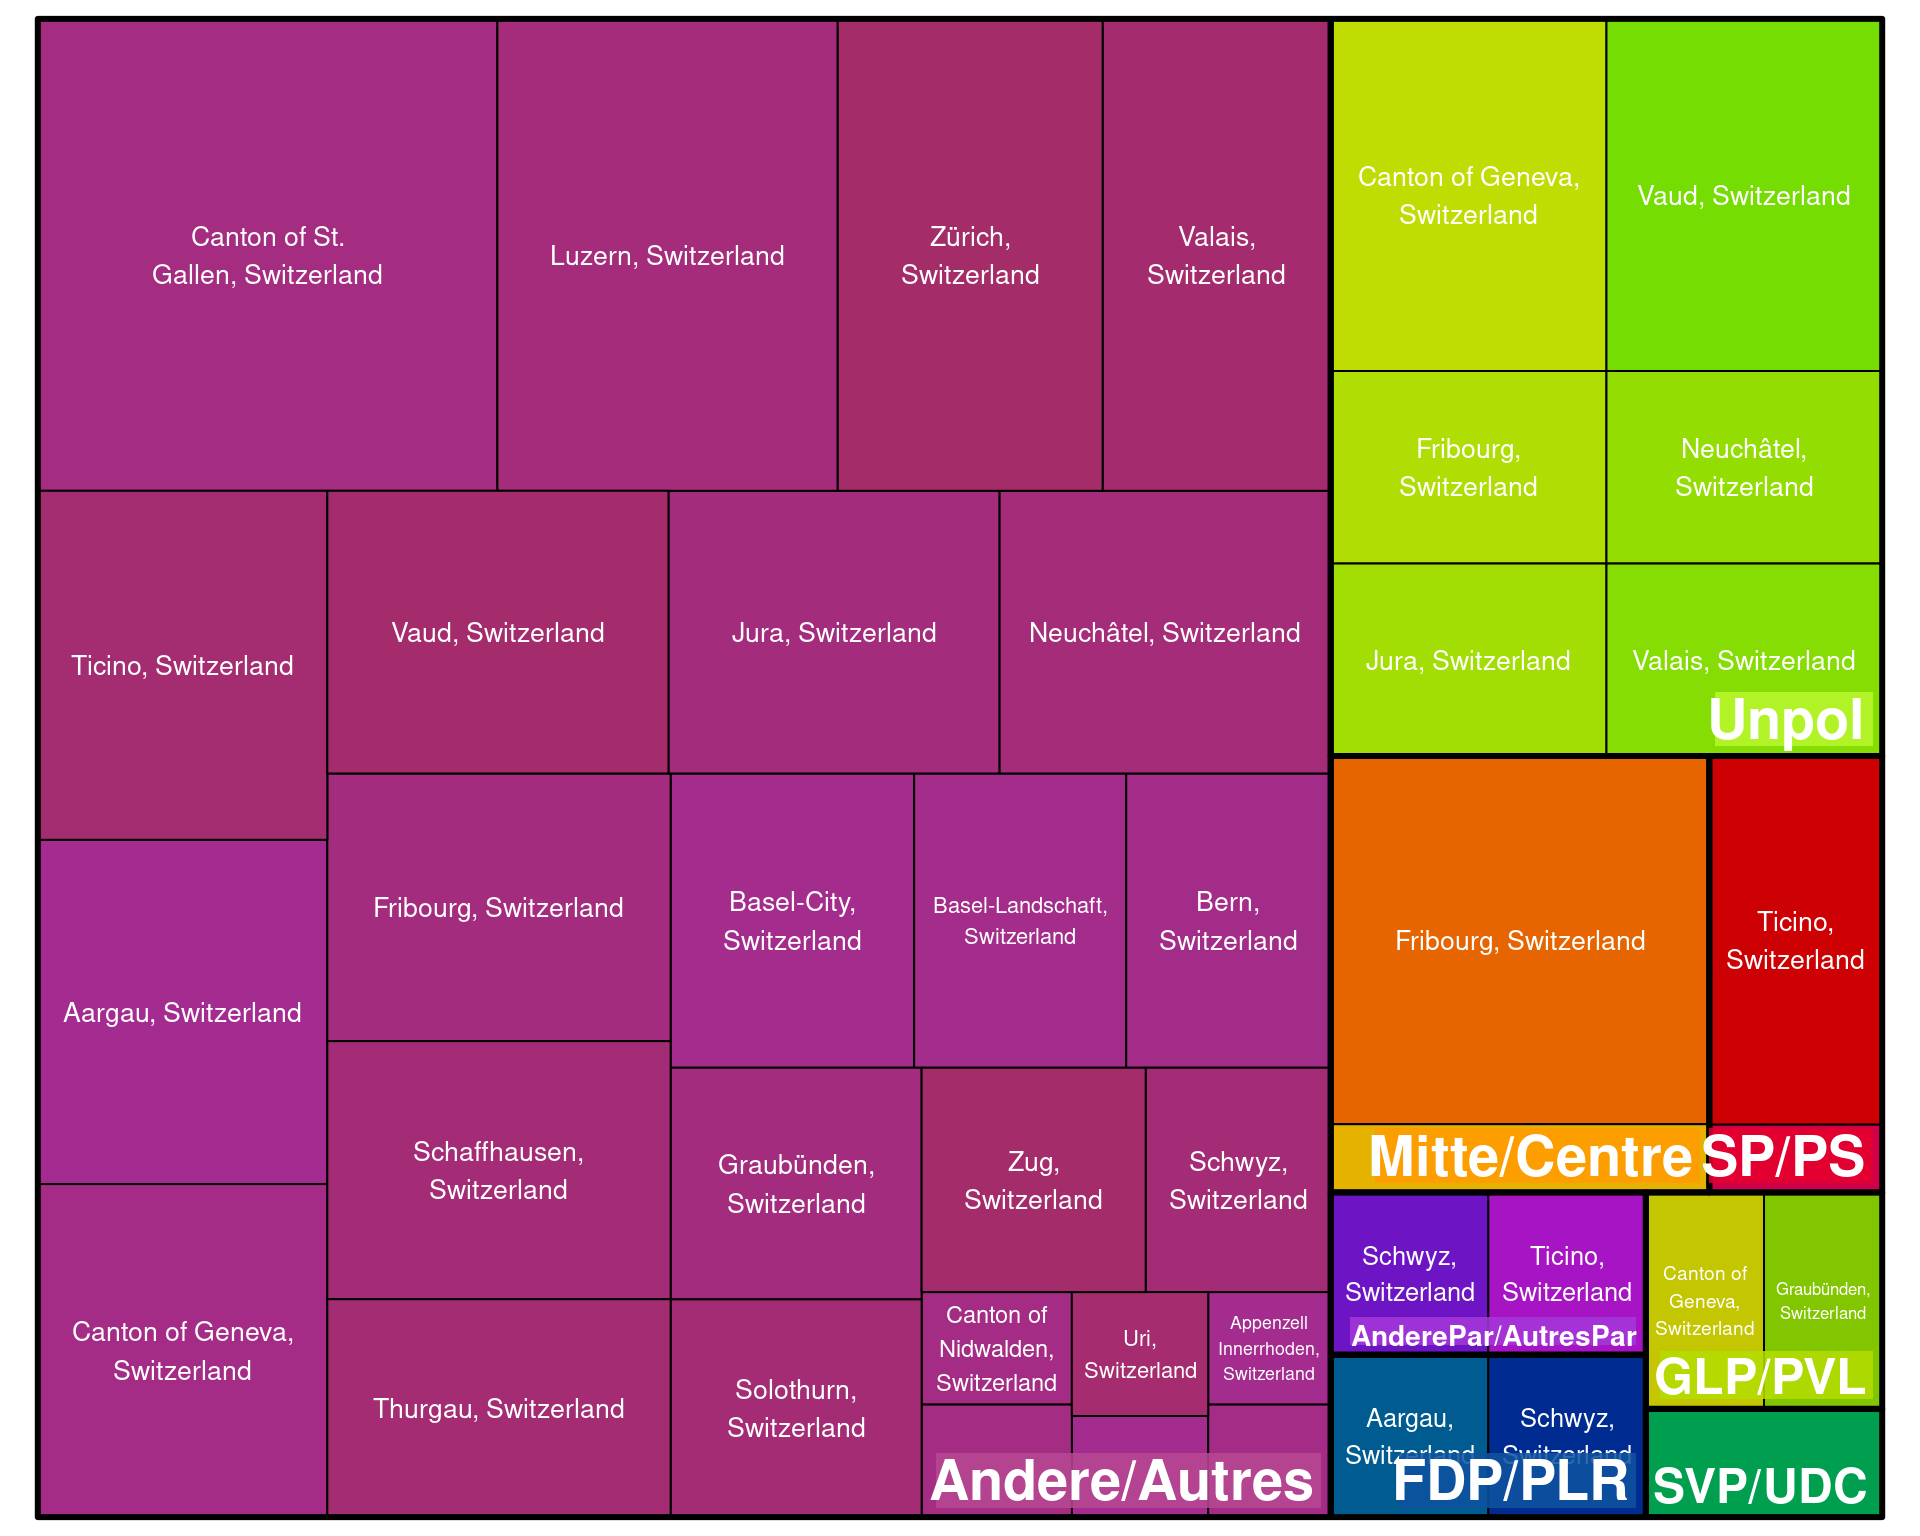 Canton of St.
Gallen, Switzerland
Luzern, Switzerland
Zürich,
Switzerland
Valais,
Switzerland
Ticino, Switzerland
Vaud, Switzerland
Jura, Switzerland
Neuchâtel, Switzerland
Aargau, Switzerland
Fribourg, Switzerland
Basel-City,
Switzerland
Basel-Landschaft,
Switzerland
Bern,
Switzerland
Canton of Geneva,
Switzerland
Schaffhausen,
Switzerland
Graubünden,
Switzerland
Zug,
Switzerland
Schwyz,
Switzerland
Thurgau, Switzerland
Solothurn,
Switzerland
Canton of
Nidwalden,
Switzerland
Uri,
Switzerland
Appenzell
Innerrhoden,
Switzerland
Andere/Autres
Canton of Geneva,
Switzerland
Vaud, Switzerland
Fribourg,
Switzerland
Neuchâtel,
Switzerland
Jura, Switzerland
Valais, Switzerland
Unpol
Fribourg, Switzerland
Mitte/Centre
Ticino,
Switzerland
SP/PS
Schwyz,
Switzerland
Ticino,
Switzerland
AnderePar/AutresPar
Canton of
Geneva,
Switzerland
Graubünden,
Switzerland
GLP/PVL
Aargau,
Switzerland
Schwyz,
Switzerland
FDP/PLR
SVP/UDC